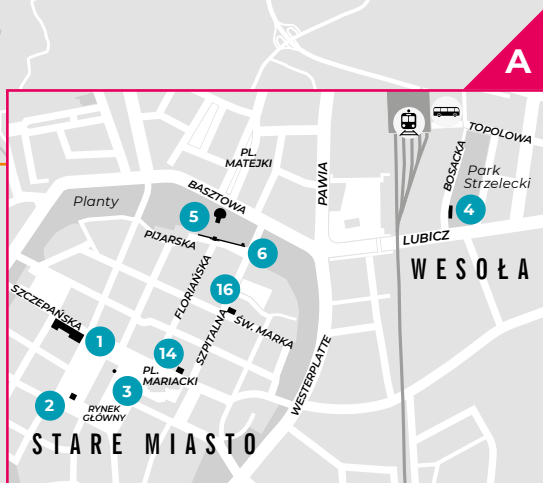 A
TOPOLOWA
PL.
MATEJKI
PAWIA
BOSACKA
Park
Strzelecki
BASZTOWA
Planty
5
4
PIJARSKA
6
LUBICZ
WESOŁA
FLORIAŃSKA
16
SZCZEPAŃSKA
SZPITALNA
ŚW. MARKA
1
14
WESTERPLATTE
PL.
MARIACKI
3
2
RYNEK
GŁÓWNY
STARE MIASTO